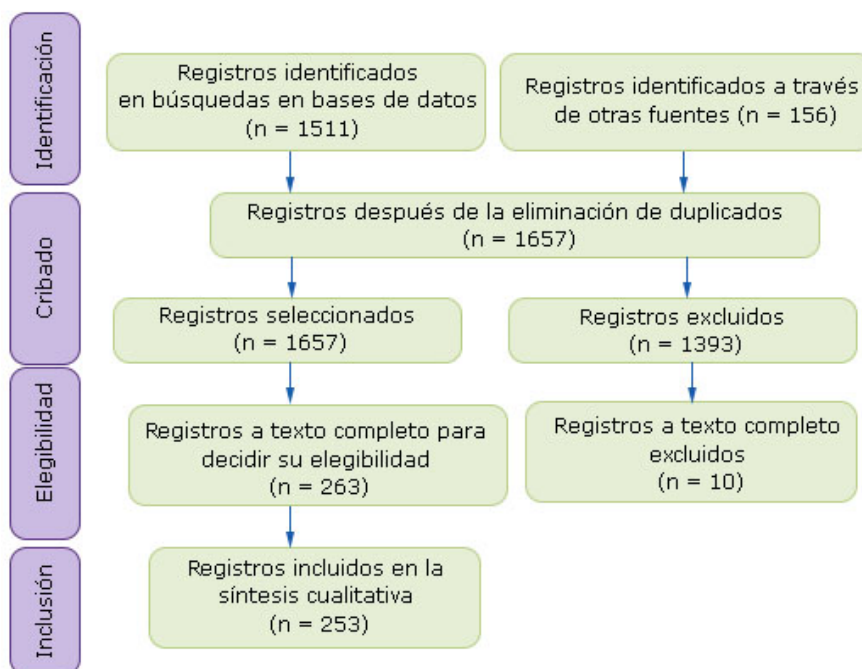 Identificación
Registros identificados
en búsquedas en bases de datos
(n = 1511)
Registros identificados a través
de otras fuentes (n = 156)
Cribado
Registros después de la eliminación de duplicados
(n = 1657)
Registros seleccionados
(n = 1657)
Registros excluidos
(n = 1393)
Elegibilidad
Registros a texto completo para
decidir su elegibilidad
(n = 263)
Registros a texto completo
excluidos
(n = 10)
Inclusión
Registros incluidos en la
síntesis cualitativa
(n = 253)